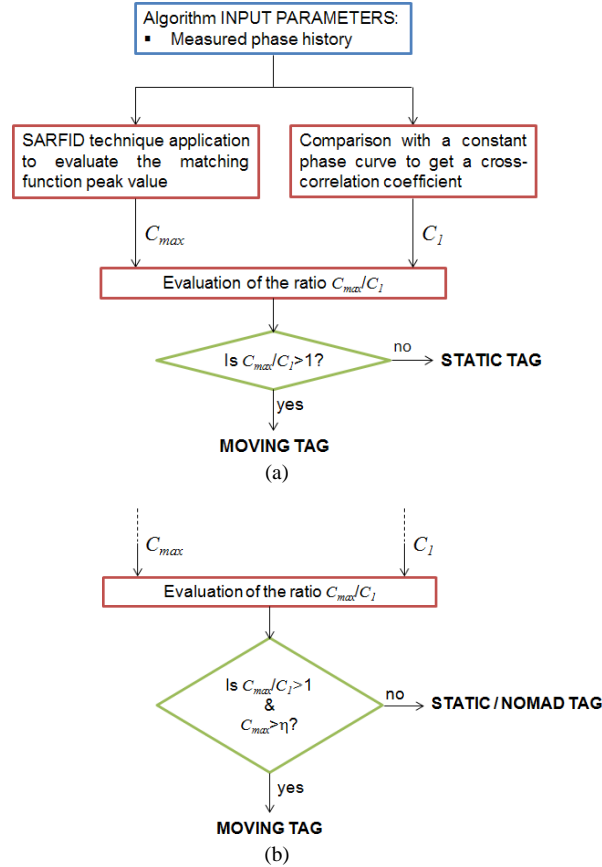 Algorithm INPUT PARAMETERS:
▪ Measured phase history
SARFID technique application
to evaluate the matching
function peak value
Comparison with a constant
phase curve to get a cross-
correlation coefficient
Cmax
C1
Evaluation of the ratio Cmax/C1
Is Cmax/C1>1?
no
STATIC TAG
yes
MOVING TAG
(a)
Cmax
C1
Evaluation of the ratio Cmax/C1
Is Cmax/C1>1
&
Cmax>η?
no
STATIC / NOMAD TAG
yes
MOVING TAG
(b)